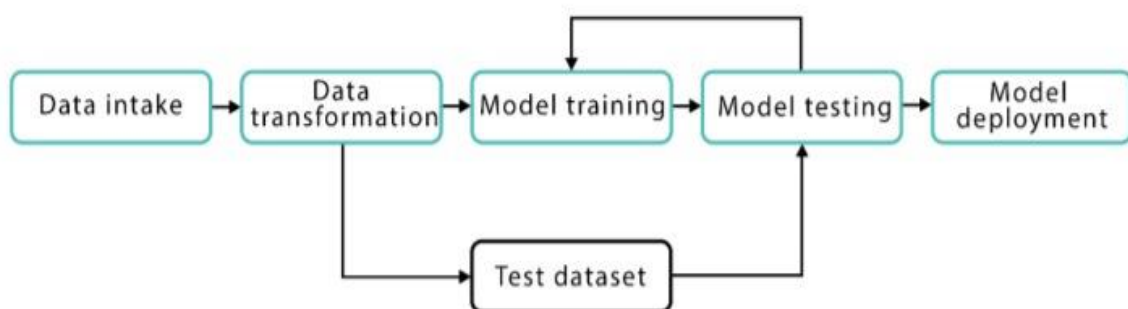 Data intake
Data
transformation
Model training
Model testing
Model
deployment
Test dataset